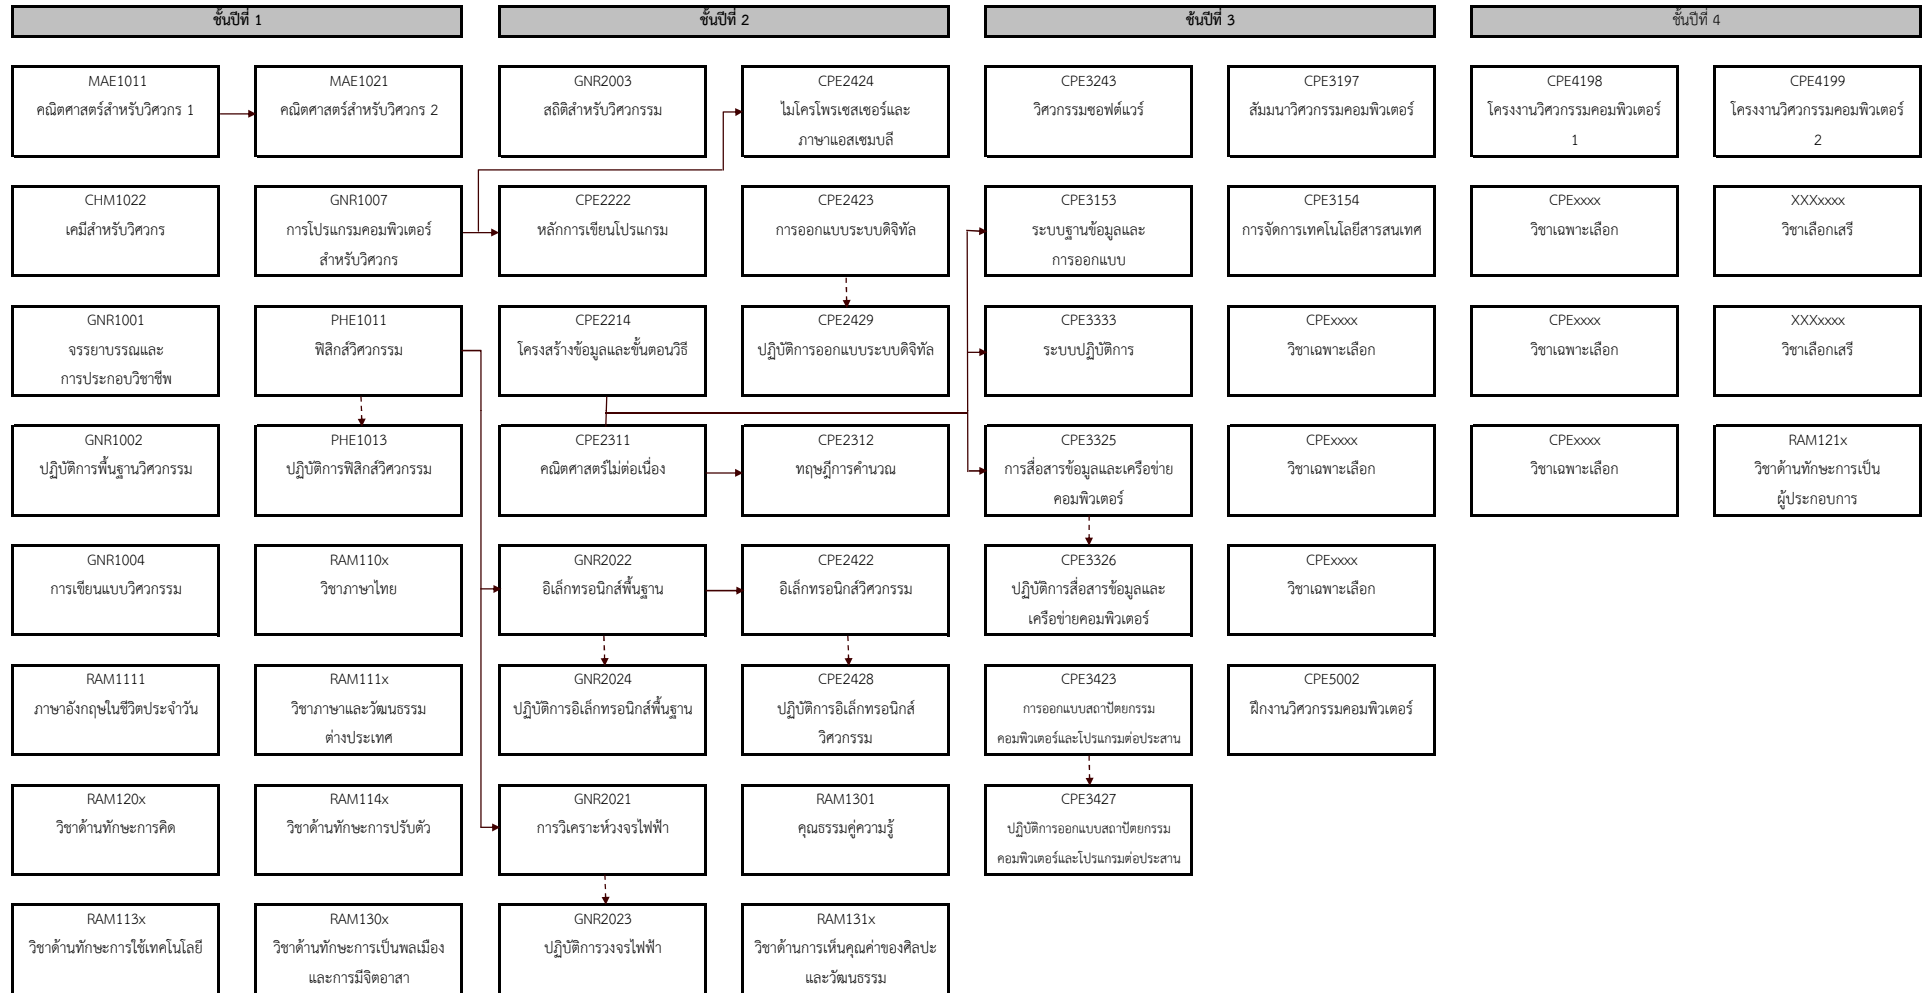 ชั้นปีที่ 1
ชั้นปีที่ 2
ชั้นปีที่ 3
ชั้นปีที่ 4
MAE1011
คณิตศาสตร์สำหรับวิศวกร 1
MAE1021
คณิตศาสตร์สำหรับวิศวกร 2
GNR2003
สถิติสำหรับวิศวกรรม
CPE2424
ไมโครโพรเซสเซอร์และ
ภาษาแอสเซมบลี
CPE3243
วิศวกรรมซอฟต์แวร์
CPE3197
สัมมนาวิศวกรรมคอมพิวเตอร์
CPE4198
โครงงานวิศวกรรมคอมพิวเตอร์
1
CPE4199
โครงงานวิศวกรรมคอมพิวเตอร์
2
CHM1022
เคมีสำหรับวิศวกร
GNR1007
การโปรแกรมคอมพิวเตอร์
สำหรับวิศวกร
CPE2222
หลักการเขียนโปรแกรม
CPE2423
การออกแบบระบบดิจิทัล
CPE3153
ระบบฐานข้อมูลและ
การออกแบบ
CPE3154
การจัดการเทคโนโลยีสารสนเทศ
CPExxxx
วิชาเฉพาะเลือก
XXXxxxx
วิชาเลือกเสรี
GNR1001
จรรยาบรรณและ
การประกอบวิชาชีพ
PHE1011
ฟิสิกส์วิศวกรรม
CPE2214
โครงสร้างข้อมูลและขั้นตอนวิธี
CPE2429
ปฏิบัติการออกแบบระบบดิจิทัล
CPE3333
ระบบปฏิบัติการ
CPExxxx
วิชาเฉพาะเลือก
CPExxxx
วิชาเฉพาะเลือก
XXXxxxx
วิชาเลือกเสรี
GNR1002
ปฏิบัติการพื้นฐานวิศวกรรม
PHE1013
ปฏิบัติการฟิสิกส์วิศวกรรม
CPE2311
คณิตศาสตร์ไม่ต่อเนื่อง
CPE2312
ทฤษฎีการคำนวณ
CPE3325
การสื่อสารข้อมูลและเครือข่าย
คอมพิวเตอร์
CPExxxx
วิชาเฉพาะเลือก
CPExxxx
วิชาเฉพาะเลือก
RAM121x
วิชาด้านทักษะการเป็น
ผู้ประกอบการ
GNR1004
การเขียนแบบวิศวกรรม
RAM110x
วิชาภาษาไทย
GNR2022
อิเล็กทรอนิกส์พื้นฐาน
CPE2422
อิเล็กทรอนิกส์วิศวกรรม
CPE3326
ปฏิบัติการสื่อสารข้อมูลและ
เครือข่ายคอมพิวเตอร์
CPExxxx
วิชาเฉพาะเลือก
RAM1111
ภาษาอังกฤษในชีวิตประจำวัน
RAM111x
วิชาภาษาและวัฒนธรรม
ต่างประเทศ
GNR2024
ปฏิบัติการอิเล็กทรอนิกส์พื้นฐาน
CPE2428
ปฏิบัติการอิเล็กทรอนิกส์
วิศวกรรม
CPE3423
การออกแบบสถาปัตยกรรม
คอมพิวเตอร์และโปรแกรมต่อประสาน
CPE5002
ฝึกงานวิศวกรรมคอมพิวเตอร์
RAM120x
วิชาด้านทักษะการคิด
RAM114x
วิชาด้านทักษะการปรับตัว
GNR2021
การวิเคราะห์วงจรไฟฟ้า
RAM1301
คุณธรรมคู่ความรู้
CPE3427
ปฏิบัติการออกแบบสถาปัตยกรรม
คอมพิวเตอร์และโปรแกรมต่อประสาน
RAM113x
วิชาด้านทักษะการใช้เทคโนโลยี
RAM130x
วิชาด้านทักษะการเป็นพลเมือง
และการมีจิตอาสา
GNR2023
ปฏิบัติการวงจรไฟฟ้า
RAM131x
วิชาด้านการเห็นคุณค่าของศิลปะ
และวัฒนธรรม